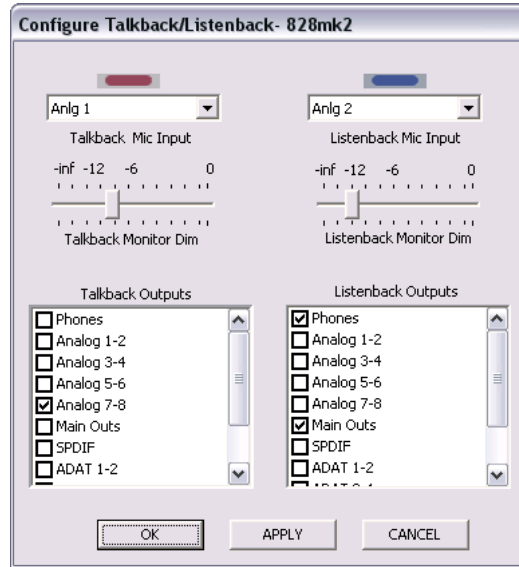 Configure Talkback/Listenback- 828mk2
Anlg 1
Talkback Mic Input
-inf -12 -6 0
Talkback Monitor Dim
Talkback Outputs
Phones
Analog 1-2
Analog 3-4
Analog 5-6
Analog 7-8
Main Outs
SPDIF
ADAT 1-2
Anlg 2
Listenback Mic Input
-inf -12 -6 0
Listenback Monitor Dim
Listenback Outputs
Phones
Analog 1-2
Analog 3-4
Analog 5-6
Analog 7-8
Main Outs
SPDIF
ADAT 1-2
OK APPLY CANCEL